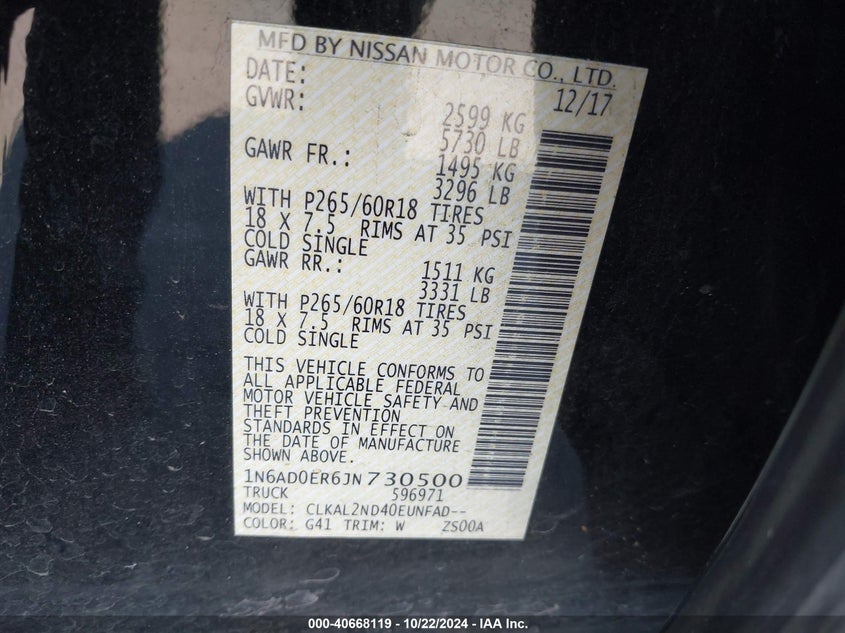 MFD BY NISSAN MOTOR CO., LTD.
DATE: 12/17
GVWR: 2599 KG
5730 LB
GAWR FR.: 1495 KG
3296 LB
WITH P265/60R18 TIRES
18 X 7.5 RIMS AT 35 PSI
COLD SINGLE
GAWR RR.: 1511 KG
3331 LB
WITH P265/60R18 TIRES
18 X 7.5 RIMS AT 35 PSI
COLD SINGLE
THIS VEHICLE CONFORMS TO
ALL APPLICABLE FEDERAL
MOTOR VEHICLE SAFETY AND
THEFT PREVENTION
STANDARDS IN EFFECT ON
THE DATE OF MANUFACTURE
SHOWN ABOVE.
1N6AD0ER6JN730500
TRUCK 596971
MODEL: CLKAL2ND40EUNFAD--
COLOR: G41 TRIM: W ZS00A
000-40668119 - 10/22/2024 - IAA Inc.